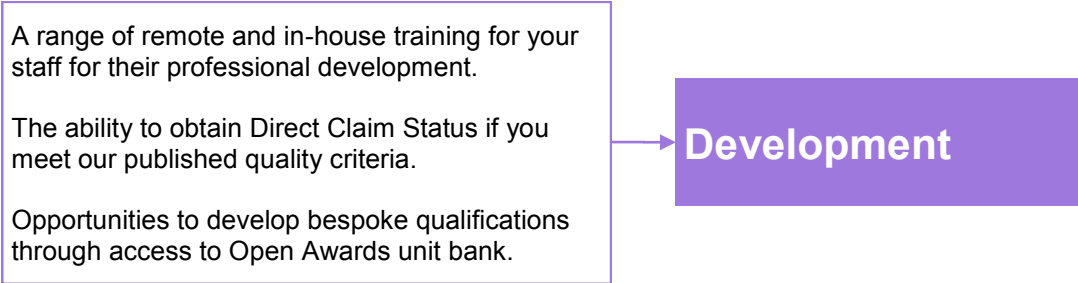 A range of remote and in-house training for your
staff for their professional development.
The ability to obtain Direct Claim Status if you
meet our published quality criteria.
Opportunities to develop bespoke qualifications
through access to Open Awards unit bank.
Development